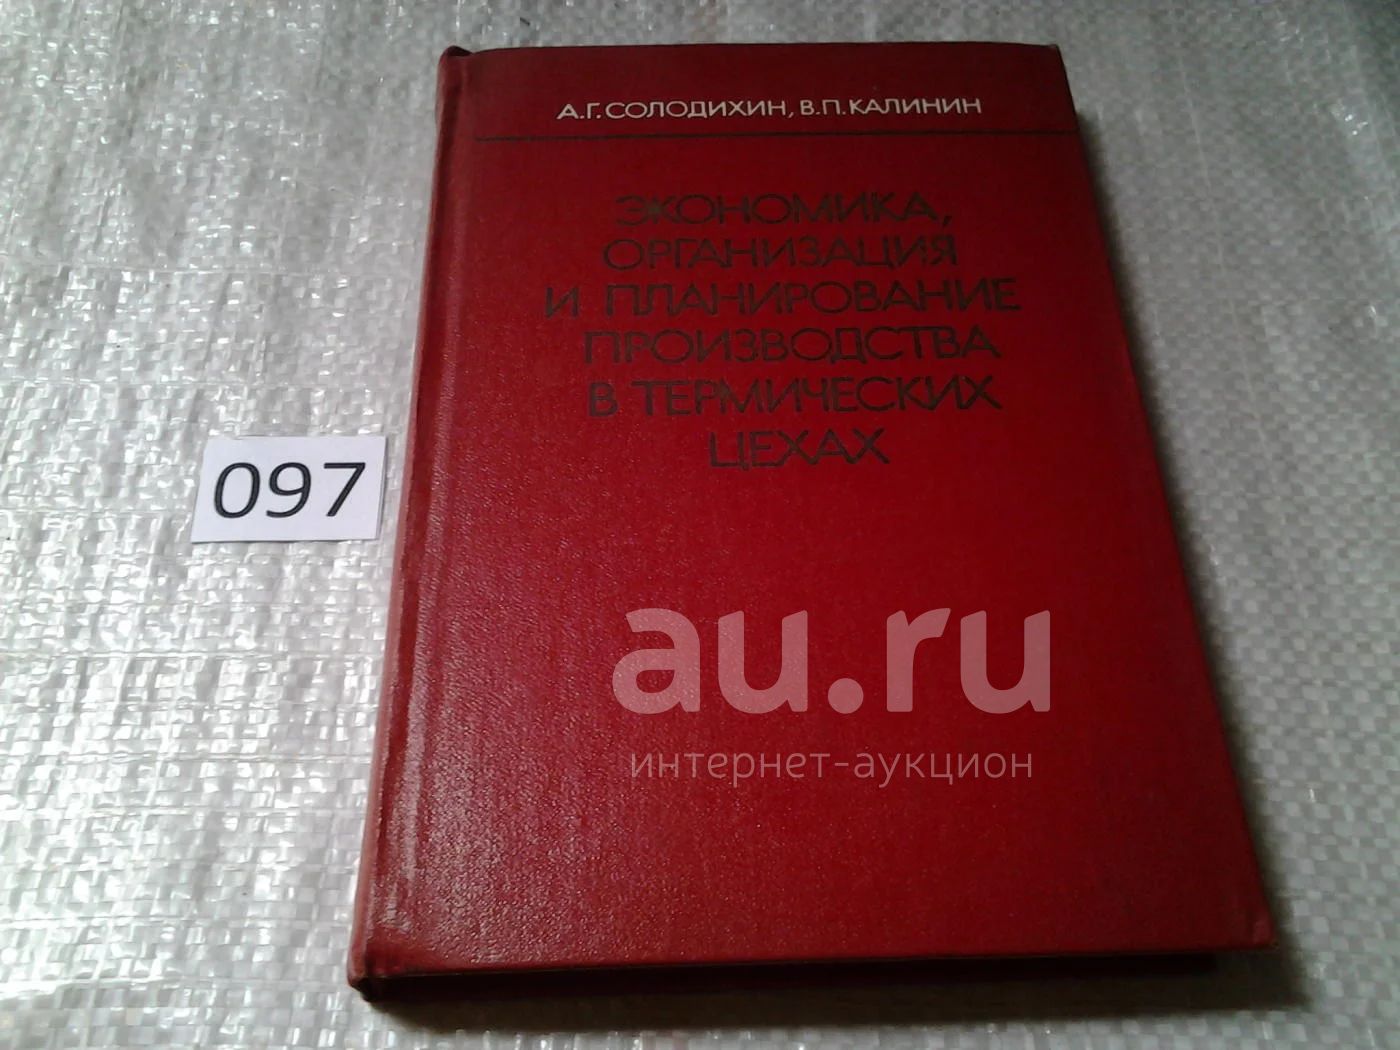 А.Г.СОЛОДИХИН, В.П.КАЛИНИН
ЭКОНОМИКА,
ОРГАНИЗАЦИЯ
И ПЛАНИРОВАНИЕ
ПРОИЗВОДСТВА
В ТЕРМИЧЕСКИХ
ЦЕХАХ
097
au.ru
интернет-аукцион